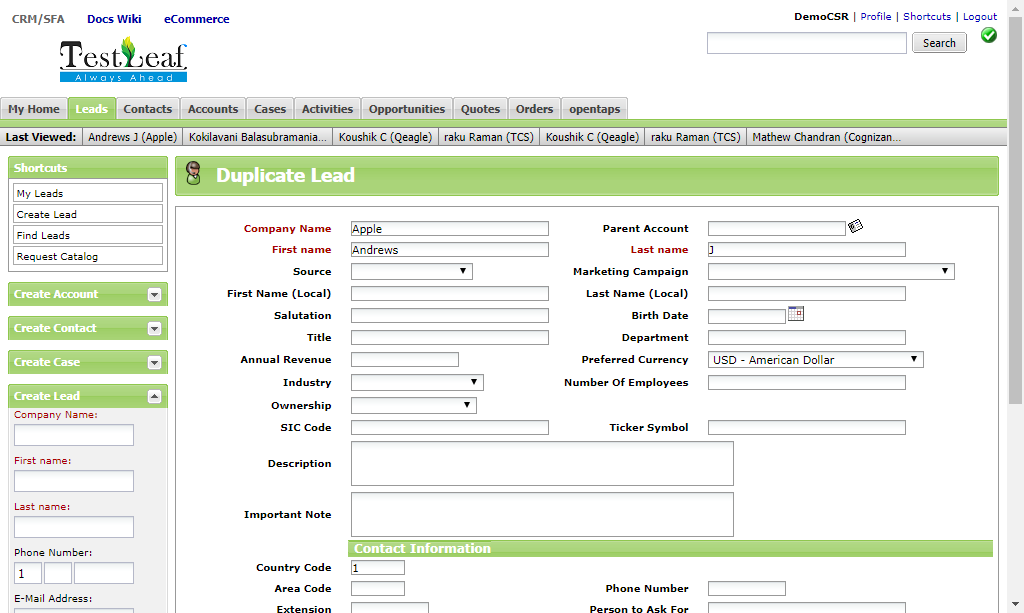 CRM/SFA Docs Wiki eCommerce
DemoCSR | Profile | Shortcuts | Logout
TestLeaf
Always Ahead
Search
My Home Leads Contacts Accounts Cases Activities Opportunities Quotes Orders opentaps
Last Viewed: Andrews J (Apple) Kokilavani Balasubramania... Koushik C (Qeagle) raku Raman (TCS) Koushik C (Qeagle) raku Raman (TCS) Mathew Chandran (Cognizan...
Shortcuts
My Leads
Create Lead
Find Leads
Request Catalog
Create Account
Create Contact
Create Case
Create Lead
Company Name:
First name:
Last name:
Phone Number:
1
E-Mail Address:
Duplicate Lead
Company Name Apple Parent Account
First name Andrews Last name J
Source Marketing Campaign
First Name (Local) Last Name (Local)
Salutation Birth Date
Title Department
Annual Revenue Preferred Currency USD - American Dollar
Industry Number Of Employees
Ownership
SIC Code Ticker Symbol
Description
Important Note
Contact Information
Country Code 1
Area Code Phone Number
Extension Person to Ask For